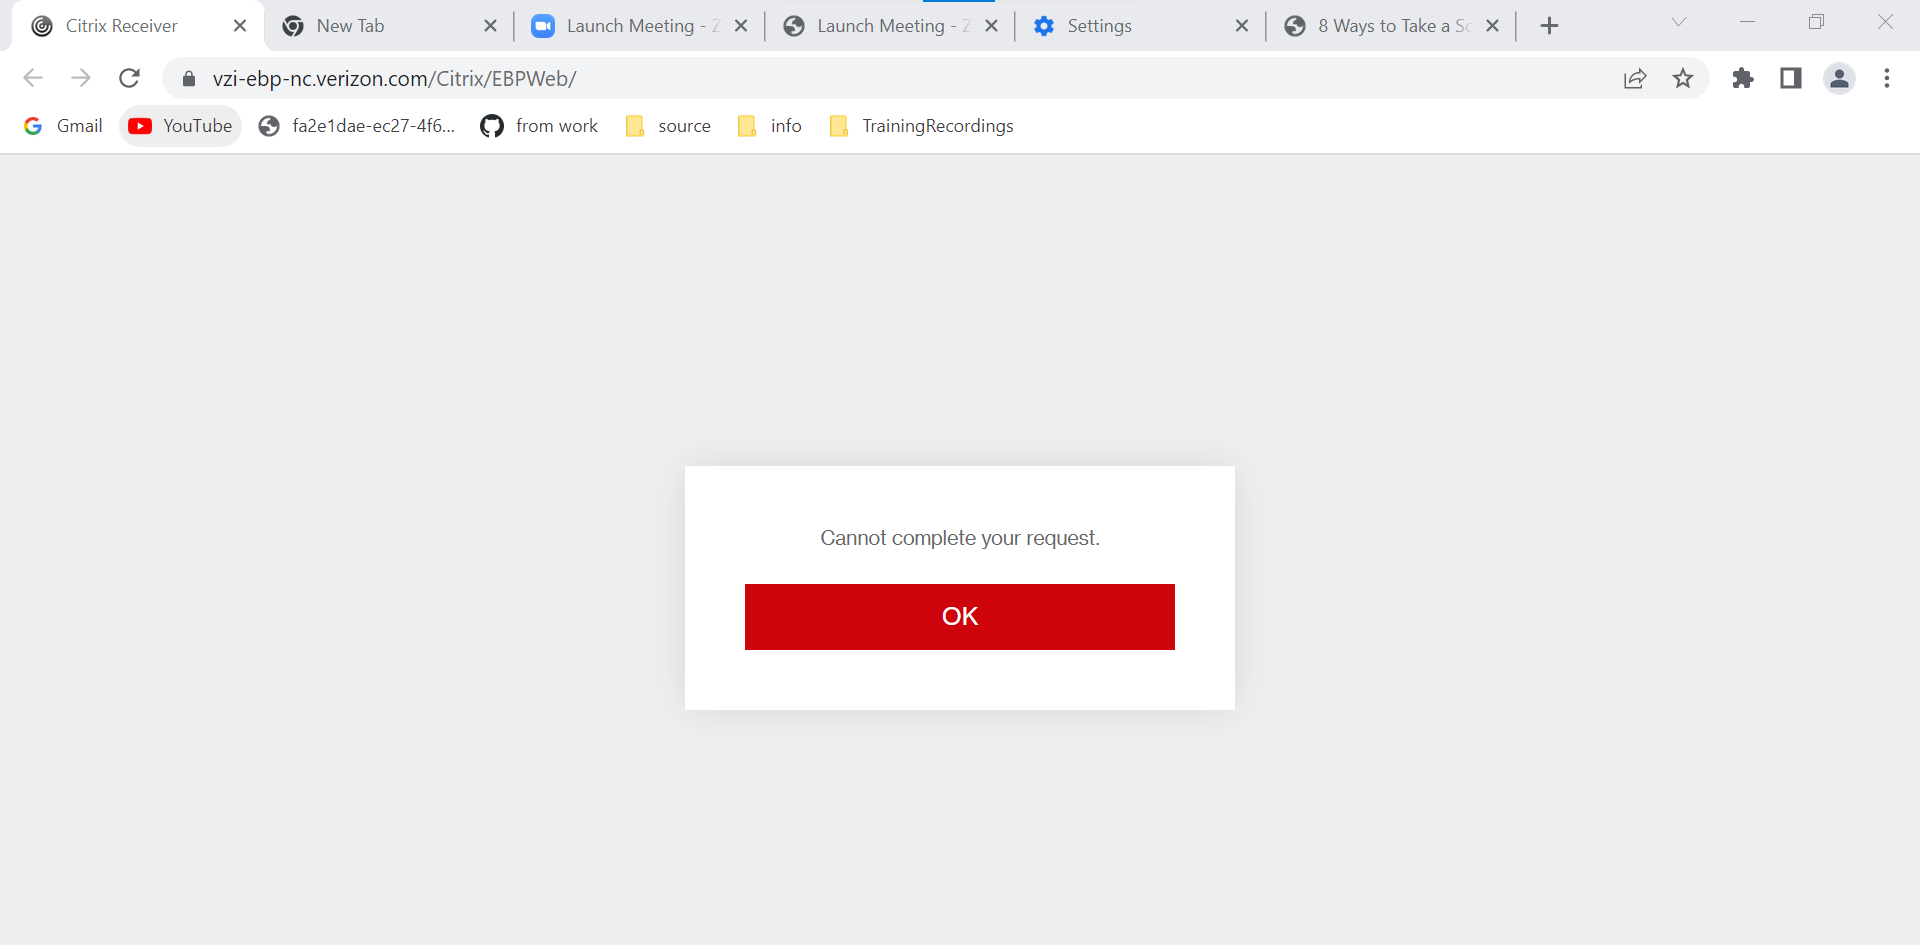 Citrix Receiver
New Tab
Launch Meeting - Z
Launch Meeting - Z
Settings
8 Ways to Take a Sc
vzi-ebp-nc.verizon.com/Citrix/EBPWeb/
Gmail
YouTube
fa2e1dae-ec27-4f6...
from work
source
info
TrainingRecordings
Cannot complete your request.
OK